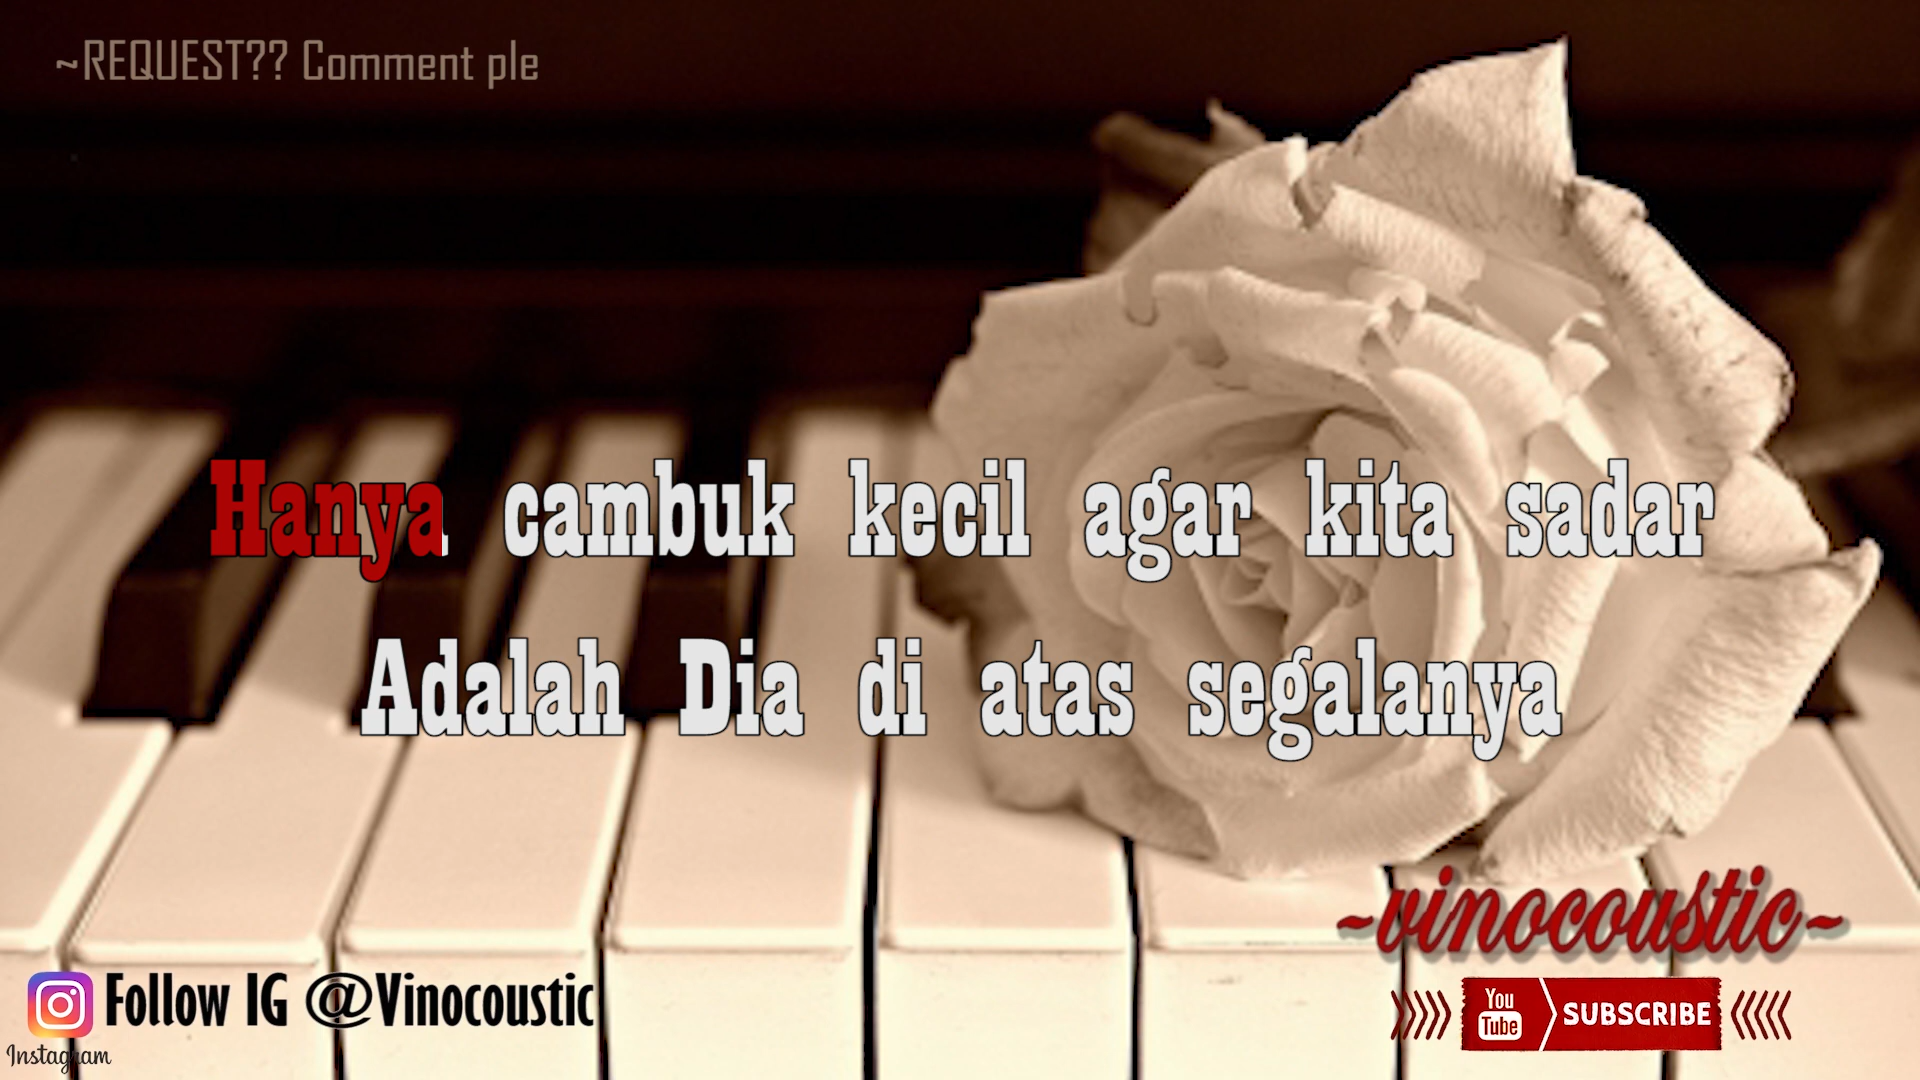 ~REQUEST?? Comment ple
Hanya cambuk kecil agar kita sadar
Adalah Dia di atas segalanya
~vinocoustic~
Follow IG @Vinocoustic
Instagram
You Tube SUBSCRIBE